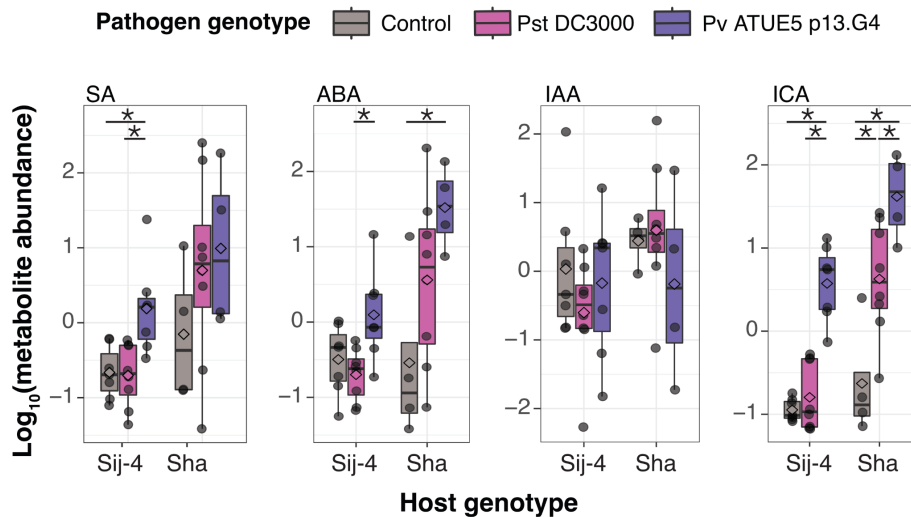 Pathogen genotype Control Pst DC3000 Pv ATUE5 p13.G4
SA ABA IAA ICA
Log10(metabolite abundance)
* * * * * * * * * *
2 1 0 −1
2 1 0 −1
2 1 0 −1 −2
2 1 0 −1
Sij-4 Sha Sij-4 Sha Sij-4 Sha Sij-4 Sha
Host genotype